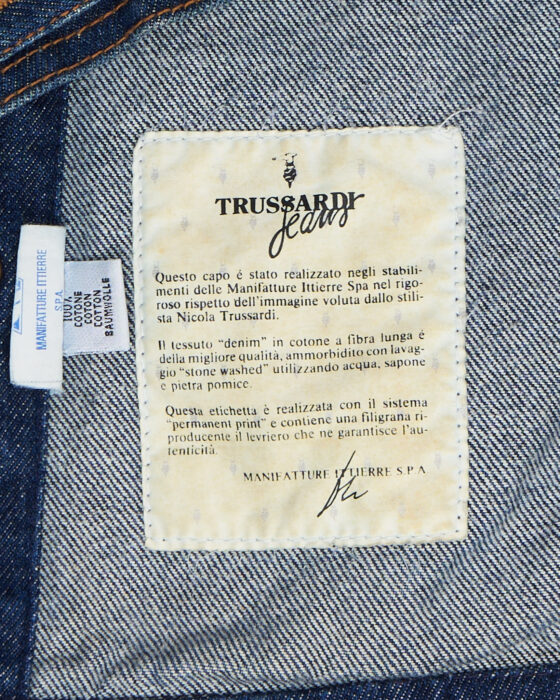 TRUSSARDI
Jeans
Questo capo é stato realizzato negli stabili-
menti delle Manifatture Ittierre Spa nel rigo-
roso rispetto dell'immagine voluta dallo stili-
sta Nicola Trussardi.
Il tessuto "denim" in cotone a fibra lunga é
della migliore qualità, ammorbidito con lavag-
gio "stone washed" utilizzando acqua, sapone
e pietra pomice.
Questa etichetta è realizzata con il sistema
"permanent print" e contiene una filigrana ri-
producente il levriero che ne garantisce l'au-
tenticità.
MANIFATTURE ITTIERRE S.P.A
MANIFATTURE ITTIERRE
S.P.A.
100%
COTONE
COTON
COTTON
BAUMWOLLE